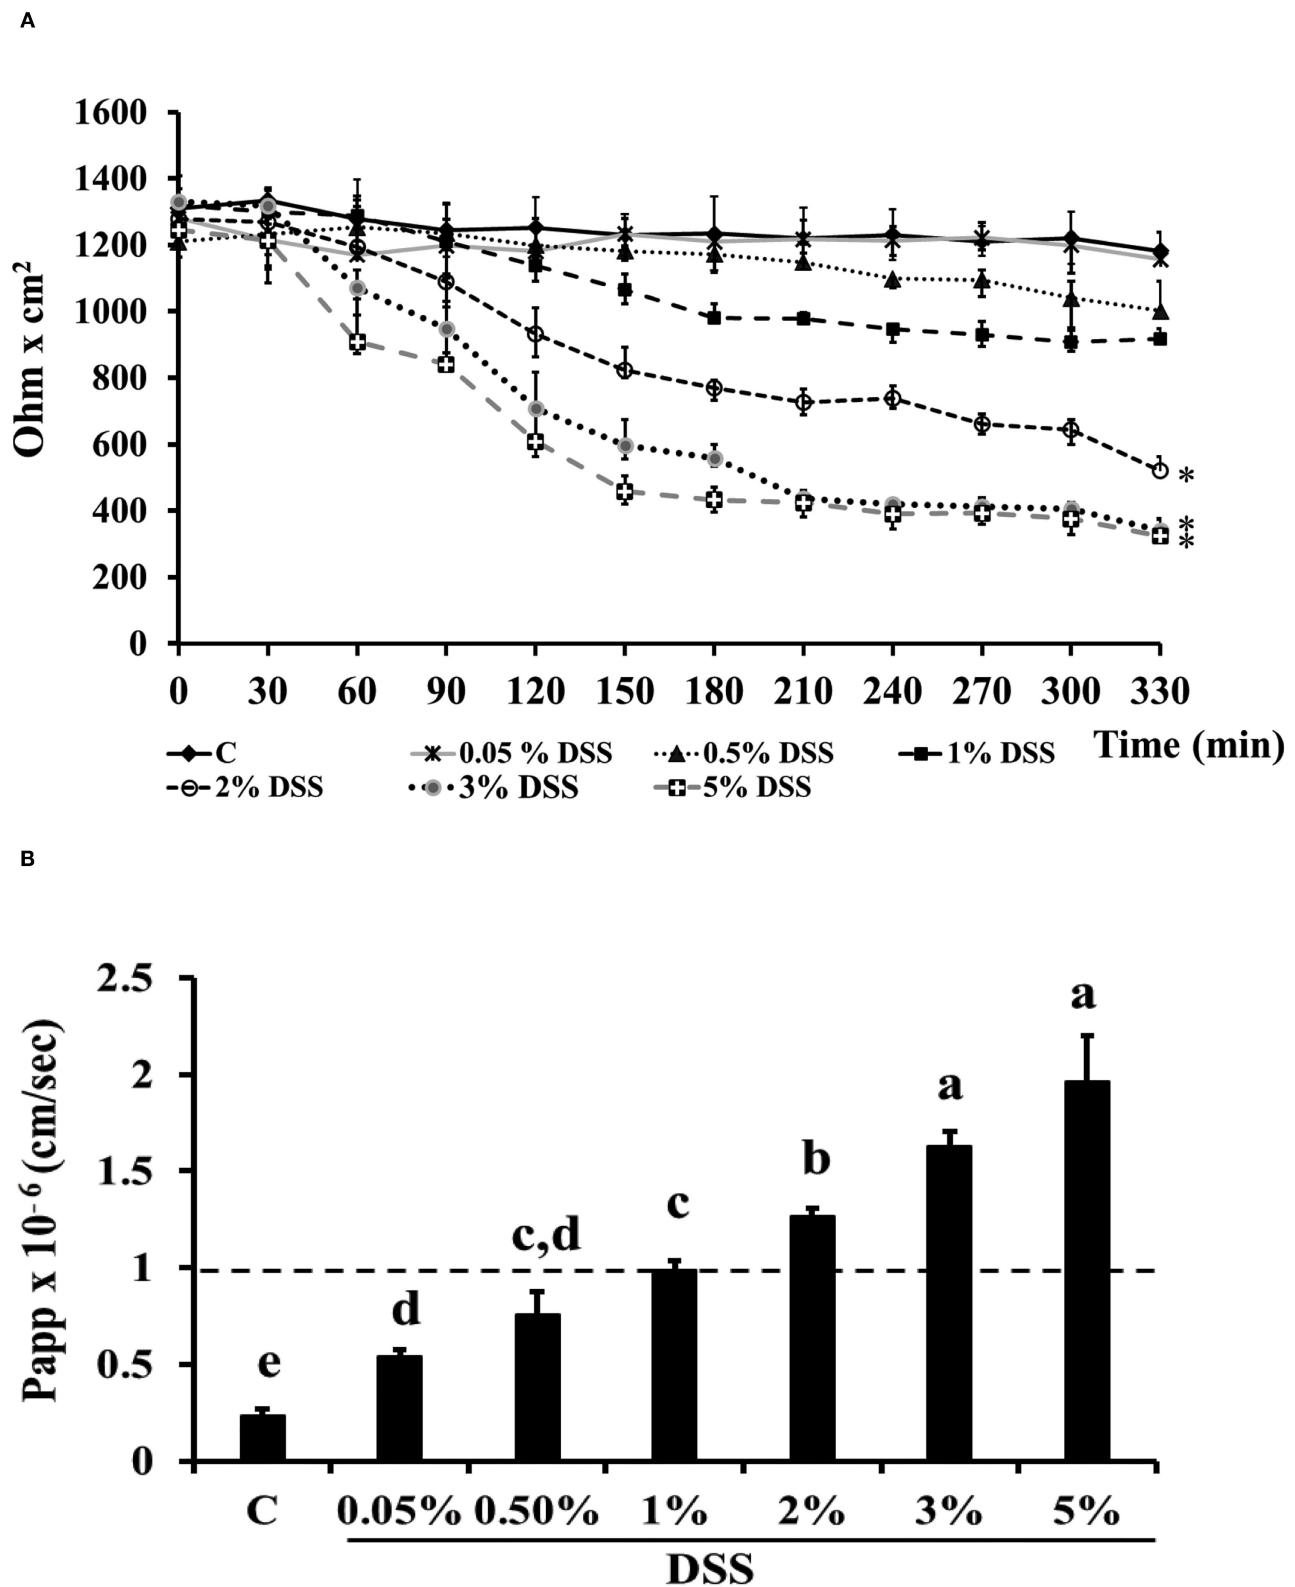 A
1600
1400
1200
1000
800
600
400
200
0
Ohm x cm²
0 30 60 90 120 150 180 210 240 270 300 330
*
*
*
Time (min)
C 0.05 % DSS 0.5% DSS 1% DSS
2% DSS 3% DSS 5% DSS
B
2.5
2
1.5
1
0.5
0
Papp x 10⁻⁶ (cm/sec)
e d c,d c b a a
C 0.05% 0.50% 1% 2% 3% 5%
DSS